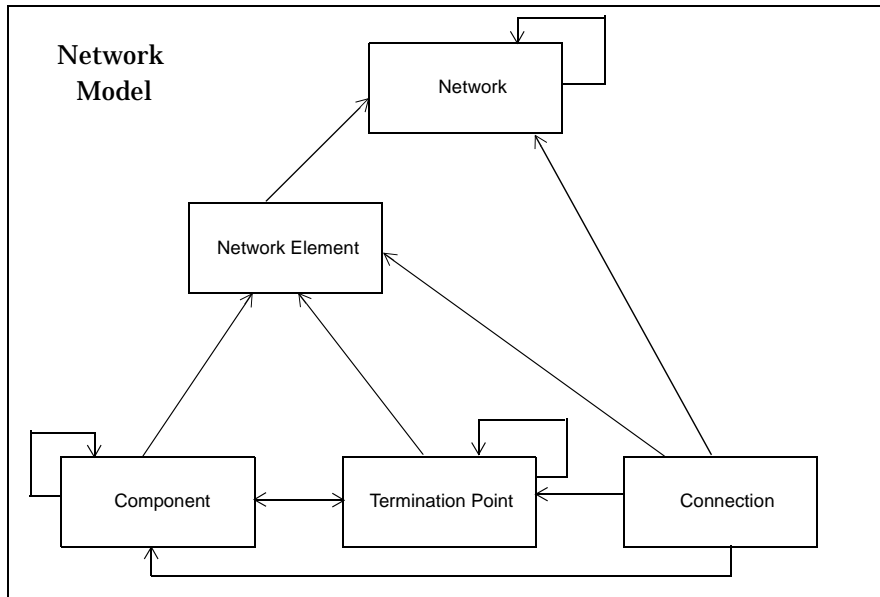 Network
Model
Network
Network Element
Component
Termination Point
Connection